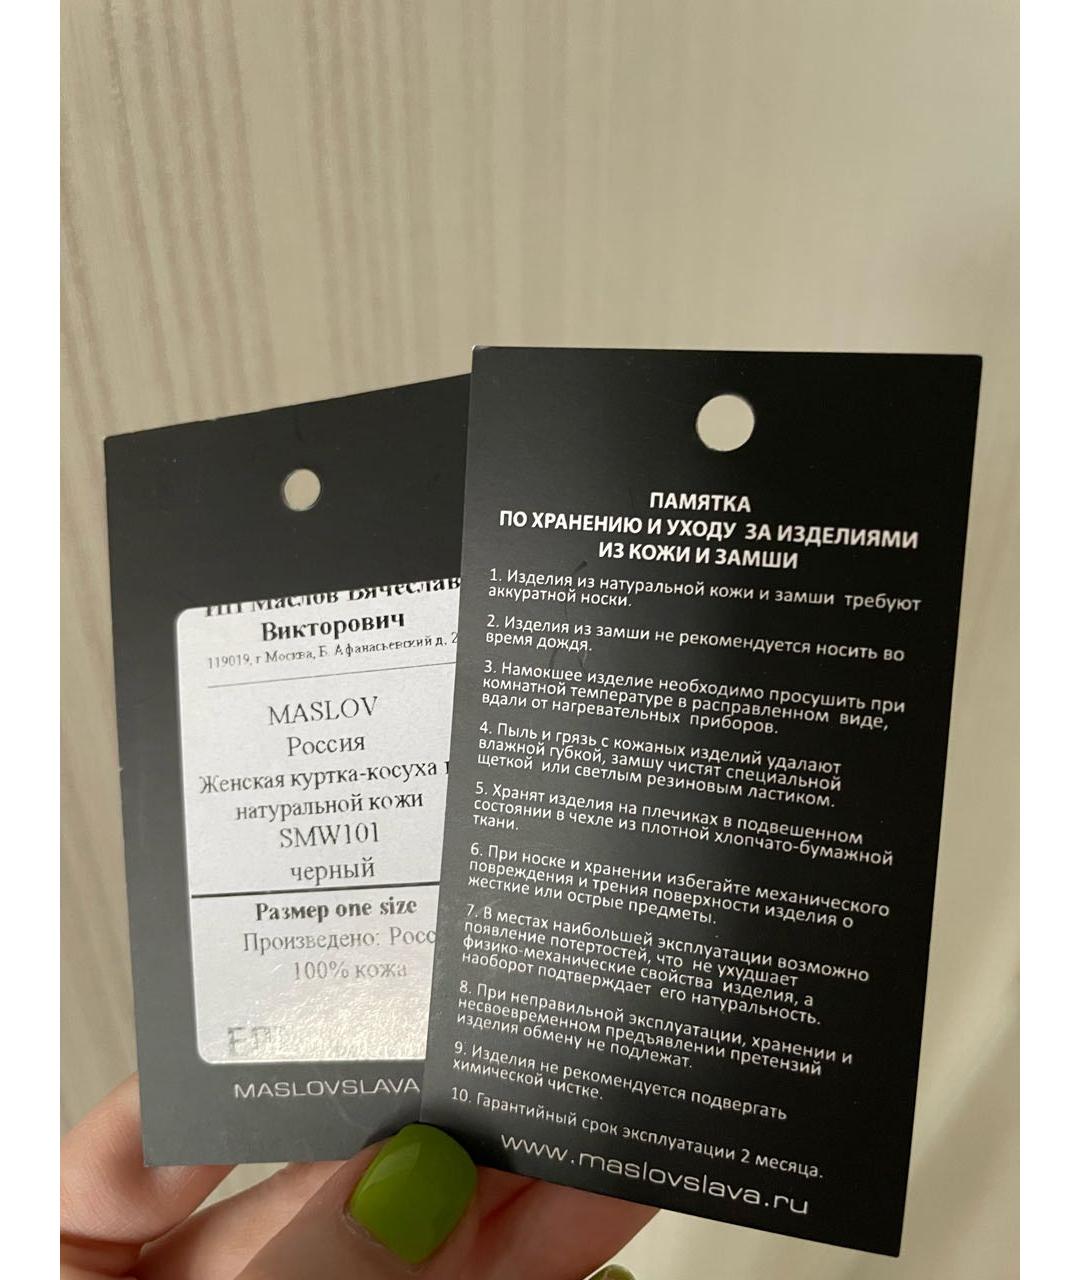 ИП Маслов Вячеслав
Викторович
119019, г Москва, Б. Афанасьевский д. 2
MASLOV
Россия
Женская куртка-косуха
натуральной кожи
SMW101
черный
Размер one size
Произведено: Росс
100% кожа
MASLOVSLAVA
ПАМЯТКА
ПО ХРАНЕНИЮ И УХОДУ ЗА ИЗДЕЛИЯМИ
ИЗ КОЖИ И ЗАМШИ
1. Изделия из натуральной кожи и замши требуют
аккуратной носки.
2. Изделия из замши не рекомендуется носить во
время дождя.
3. Намокшее изделие необходимо просушить при
комнатной температуре в расправленном виде,
вдали от нагревательных приборов.
4. Пыль и грязь с кожаных изделий удаляют
влажной губкой, замшу чистят специальной
щеткой или светлым резиновым ластиком.
5. Хранят изделия на плечиках в подвешенном
состоянии в чехле из плотной хлопчато-бумажной
ткани.
6. При носке и хранении избегайте механического
повреждения и трения поверхности изделия о
жесткие или острые предметы.
7. В местах наибольшей эксплуатации возможно
появление потертостей, что не ухудшает
физико-механические свойства изделия, а
наоборот подтверждает его натуральность.
8. При неправильной эксплуатации, хранении и
несвоевременном предъявлении претензий
изделия обмену не подлежат.
9. Изделия не рекомендуется подвергать
химической чистке.
10. Гарантийный срок эксплуатации 2 месяца.
www.maslovslava.ru